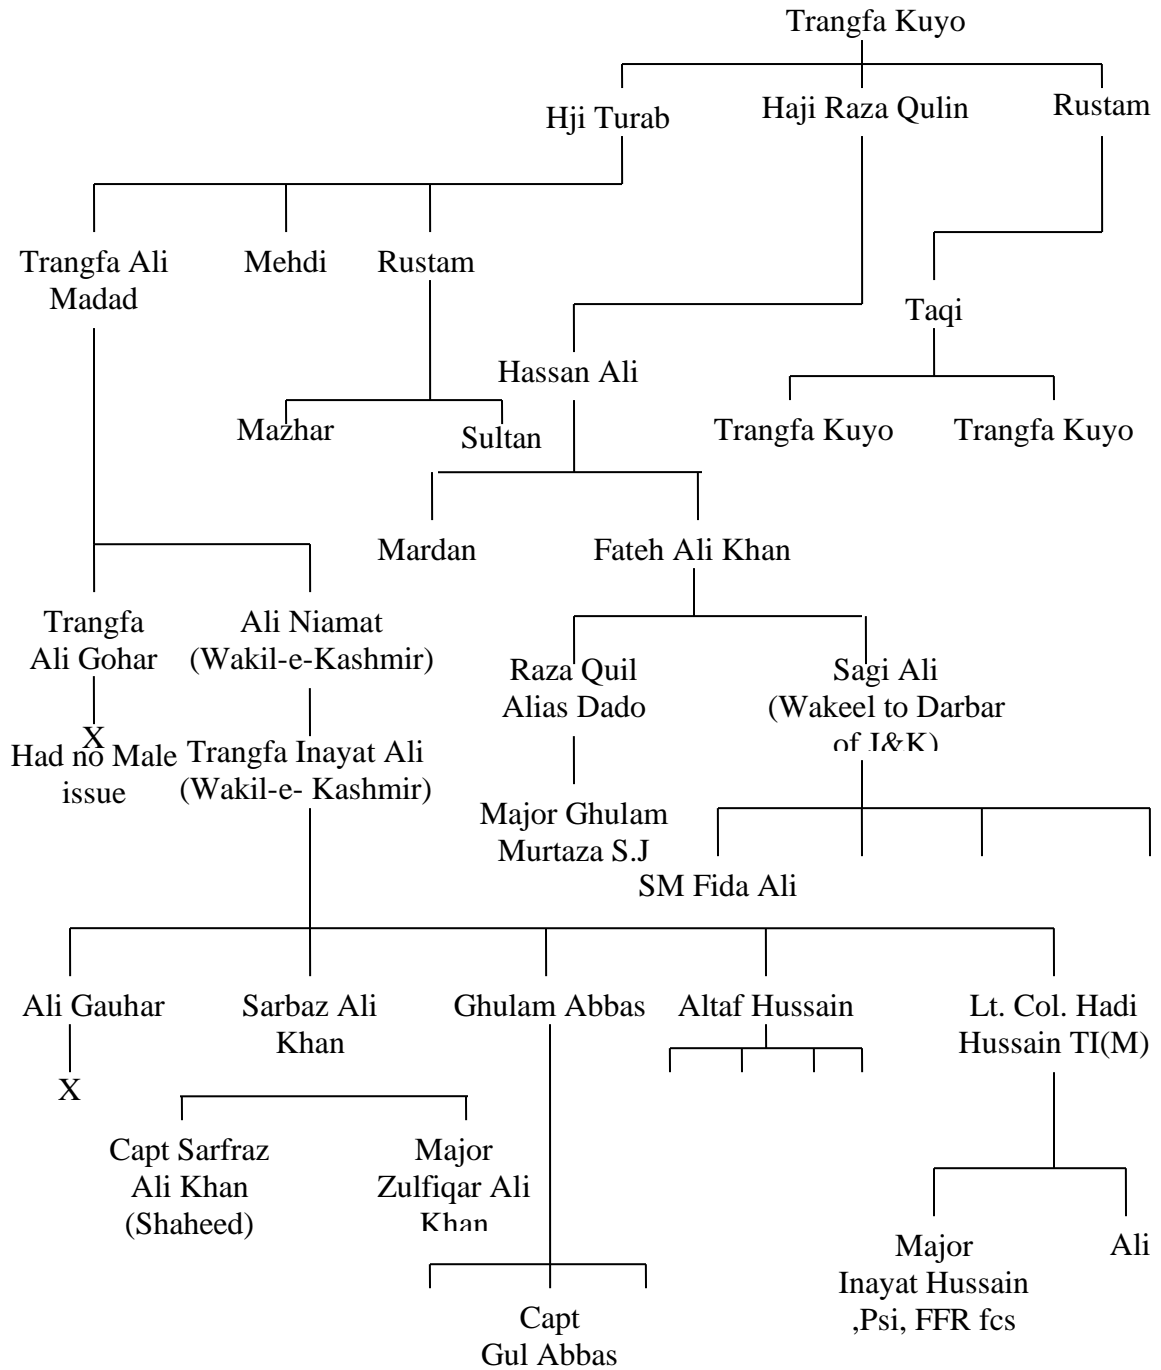 Trangfa Kuyo
Hji Turab
Haji Raza Qulin
Rustam
Trangfa Ali
Madad
Mehdi
Rustam
Taqi
Hassan Ali
Mazhar
Sultan
Trangfa Kuyo
Trangfa Kuyo
Mardan
Fateh Ali Khan
Trangfa
Ali Gohar
Ali Niamat
(Wakil-e-Kashmir)
Raza Quil
Alias Dado
Sagi Ali
(Wakeel to Darbar
of J&K)
X
Had no Male
issue
Trangfa Inayat Ali
(Wakil-e- Kashmir)
Major Ghulam
Murtaza S.J
SM Fida Ali
Ali Gauhar
Sarbaz Ali
Khan
Ghulam Abbas
Altaf Hussain
Lt. Col. Hadi
Hussain TI(M)
X
Capt Sarfraz
Ali Khan
(Shaheed)
Major
Zulfiqar Ali
Khan
Major
Inayat Hussain
,Psi, FFR fcs
Ali
Capt
Gul Abbas